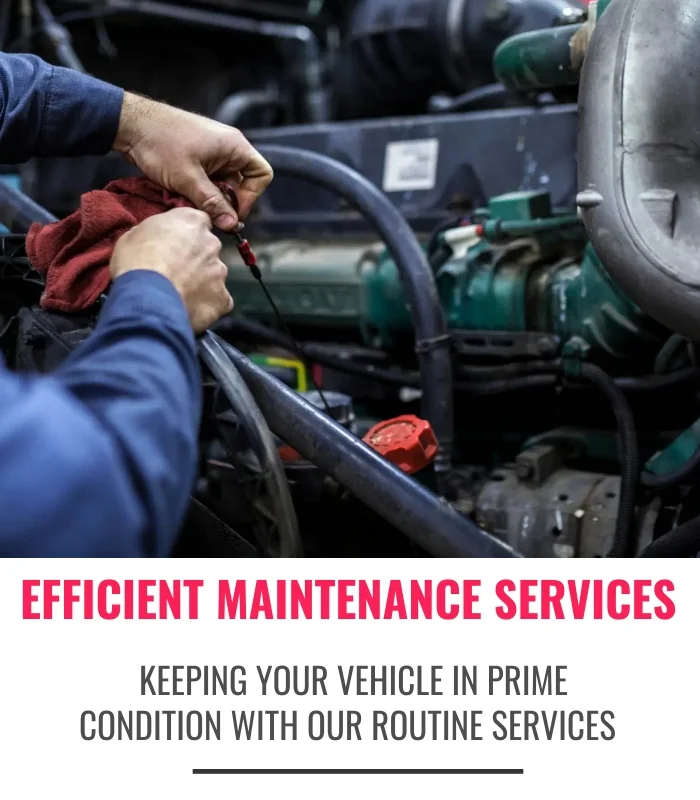 EFFICIENT MAINTENANCE SERVICES
KEEPING YOUR VEHICLE IN PRIME
CONDITION WITH OUR ROUTINE SERVICES